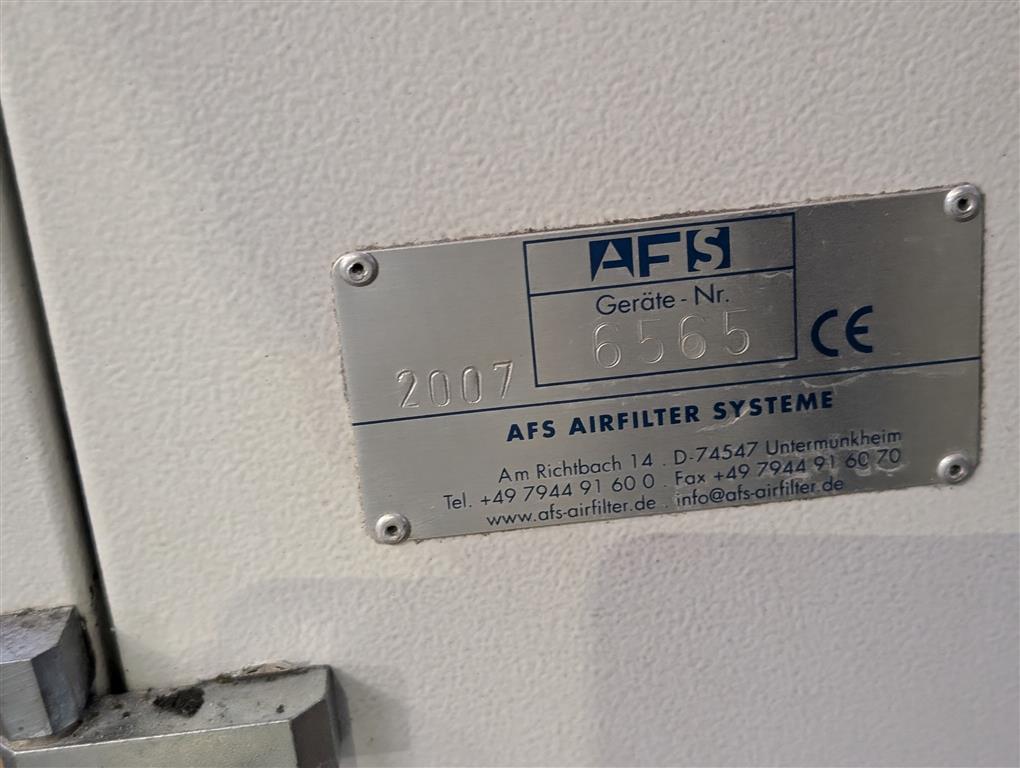 AFS
Geräte - Nr.
6565
CE
2007
AFS AIRFILTER SYSTEME
Am Richtbach 14 . D-74547 Untermünkheim
Tel. +49 7944 91 60 0 . Fax +49 7944 91 60 70
www.afs-airfilter.de . info@afs-airfilter.de